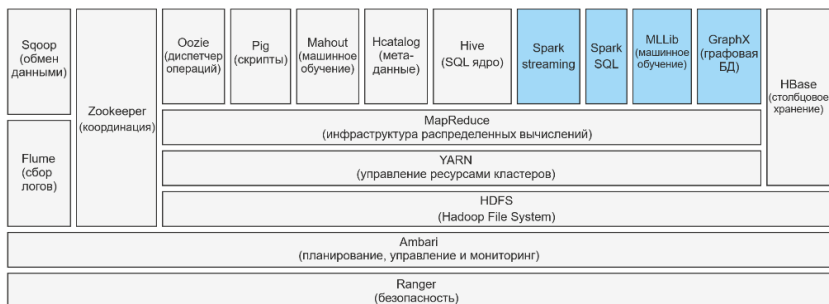 Sqoop
(обмен
данными)
Flume
(сбор
логов)
Zookeeper
(координация)
Oozie
(диспетчер
операций)
Pig
(скрипты)
Mahout
(машинное
обучение)
Hcatalog
(мета-
данные)
Hive
(SQL ядро)
Spark
streaming
Spark
SQL
MLLib
(машинное
обучение)
GraphX
(графовая
БД)
HBase
(столбцовое
хранение)
MapReduce
(инфраструктура распределенных вычислений)
YARN
(управление ресурсами кластеров)
HDFS
(Hadoop File System)
Ambari
(планирование, управление и мониторинг)
Ranger
(безопасность)